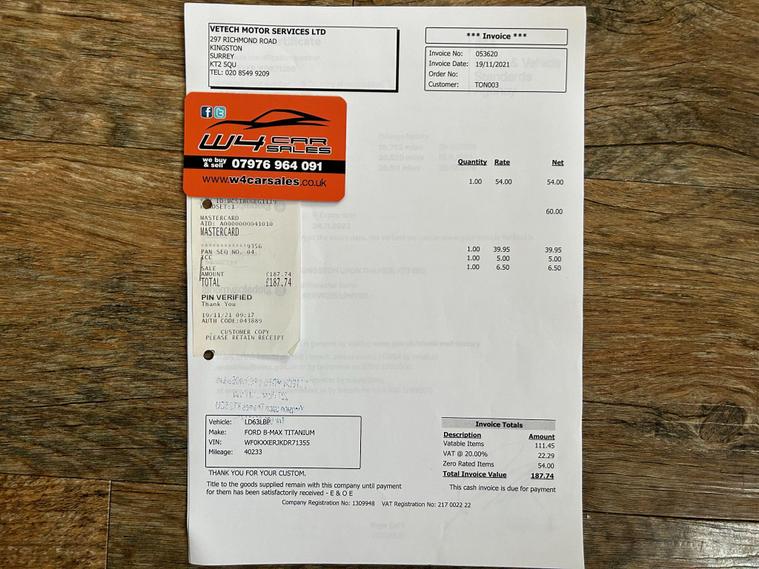 VETECH MOTOR SERVICES LTD
297 RICHMOND ROAD
KINGSTON
SURREY
KT2 5QU
TEL: 020 8549 9209
*** Invoice ***
Invoice No: 053620
Invoice Date: 19/11/2021
Order No:
Customer: TON003
W4 CAR SALES
we buy & sell 07976 964 091
www.w4carsales.co.uk
Quantity Rate Net
1.00 54.00 54.00
60.00
1.00 39.95 39.95
1.00 5.00 5.00
1.00 6.50 6.50
MASTERCARD
AID: A0000000041010
MASTERCARD
PAN SEQ NO. 04
ICC
SALE
AMOUNT £187.74
TOTAL £187.74
PIN VERIFIED
Thank You
19/11/21 09:17
AUTH CODE:043889
CUSTOMER COPY
PLEASE RETAIN RECEIPT
Vehicle: LD63LBP
Make: FORD B-MAX TITANIUM
VIN: WF0KXXERJKDR71355
Mileage: 40233
Invoice Totals
Description Amount
Vatable Items 111.45
VAT @ 20.00% 22.29
Zero Rated Items 54.00
Total Invoice Value 187.74
THANK YOU FOR YOUR CUSTOM.
Title to the goods supplied remain with this company until payment
for them has been satisfactorily received - E & O E
This cash invoice is due for payment
Company Registration No: 1309948 VAT Registration No: 217 0022 22